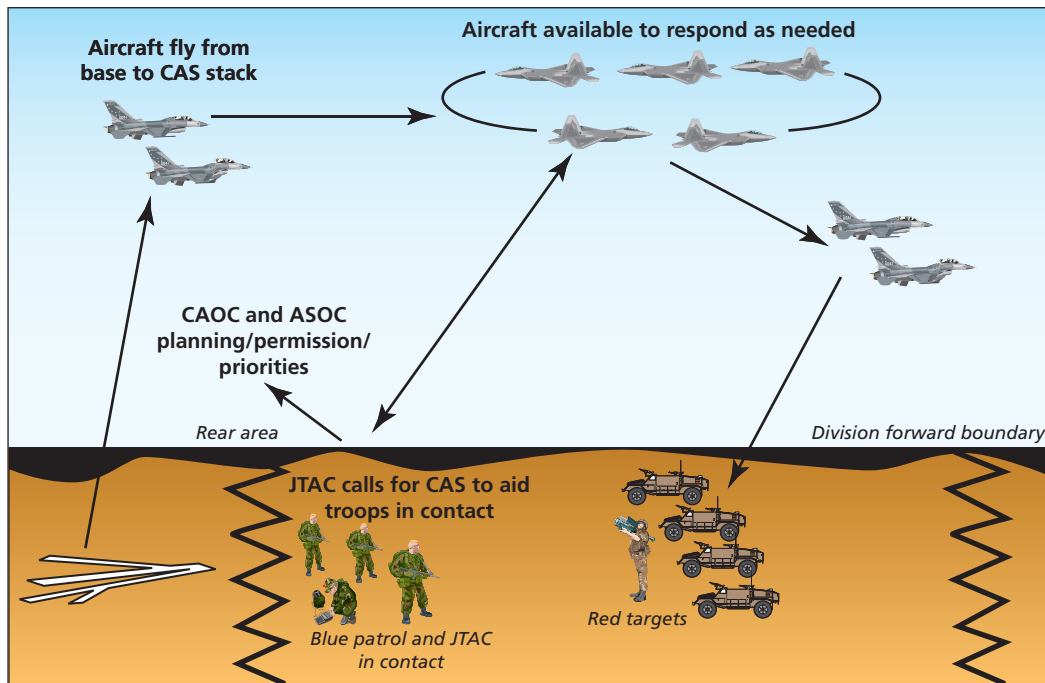 Aircraft fly from
base to CAS stack
Aircraft available to respond as needed
CAOC and ASOC
planning/permission/
priorities
Rear area
Division forward boundary
JTAC calls for CAS to aid
troops in contact
Blue patrol and JTAC
in contact
Red targets